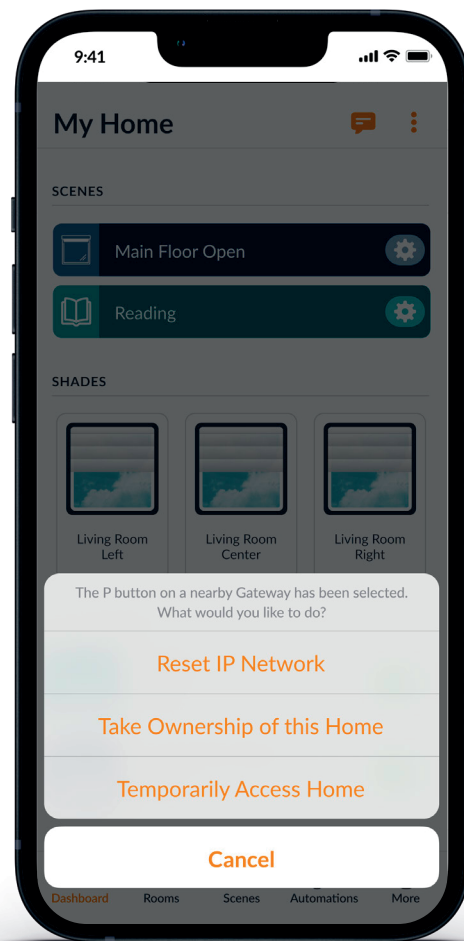 9:41
My Home
SCENES
Main Floor Open
Reading
SHADES
Living Room
Left
Living Room
Center
Living Room
Right
The P button on a nearby Gateway has been selected.
What would you like to do?
Reset IP Network
Take Ownership of this Home
Temporarily Access Home
Cancel
Dashboard Rooms Scenes Automations More